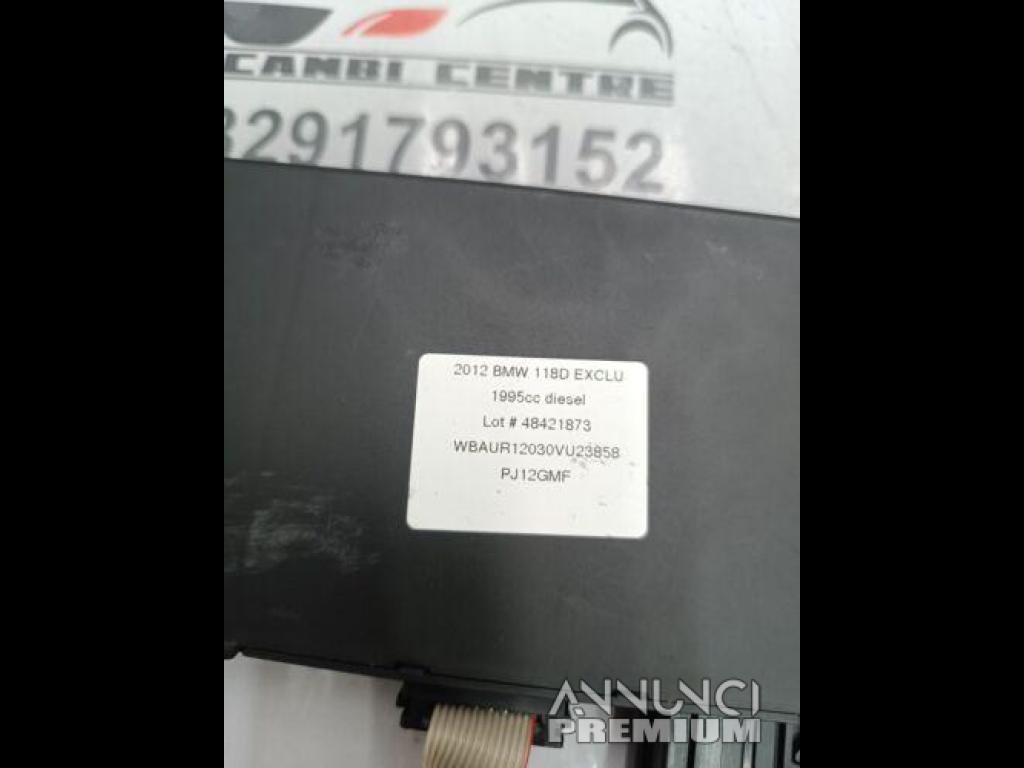 CANBI CENTRE
3291793152
2012 BMW 118D EXCLU
1995cc diesel
Lot # 48421873
WBAUR12030VU23858
PJ12GMF
ANNUNCI
PREMIUM